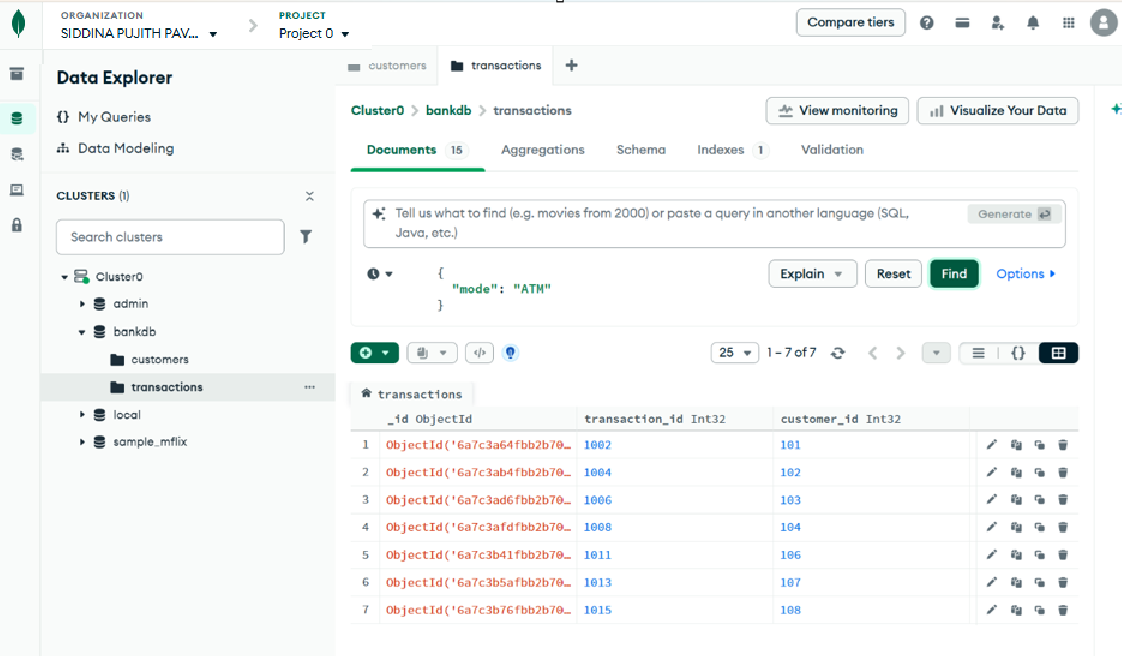 ORGANIZATION
SIDDINA PUJITH PAV...
PROJECT
Project 0
Compare tiers
Data Explorer
My Queries
Data Modeling
CLUSTERS (1)
Search clusters
Cluster0
admin
bankdb
customers
transactions
local
sample_mflix
customers
transactions
Cluster0 > bankdb > transactions
View monitoring
Visualize Your Data
Documents 15 Aggregations Schema Indexes 1 Validation
Tell us what to find (e.g. movies from 2000) or paste a query in another language (SQL,
Java, etc.)
Generate
{
"mode": "ATM"
}
Explain Reset Find Options
25 1 – 7 of 7
transactions
_id ObjectId transaction_id Int32 customer_id Int32
1 ObjectId('6a7c3a64fbb2b70… 1002 101
2 ObjectId('6a7c3ab4fbb2b70… 1004 102
3 ObjectId('6a7c3ad6fbb2b70… 1006 103
4 ObjectId('6a7c3afdfbb2b70… 1008 104
5 ObjectId('6a7c3b41fbb2b70… 1011 106
6 ObjectId('6a7c3b5afbb2b70… 1013 107
7 ObjectId('6a7c3b76fbb2b70… 1015 108